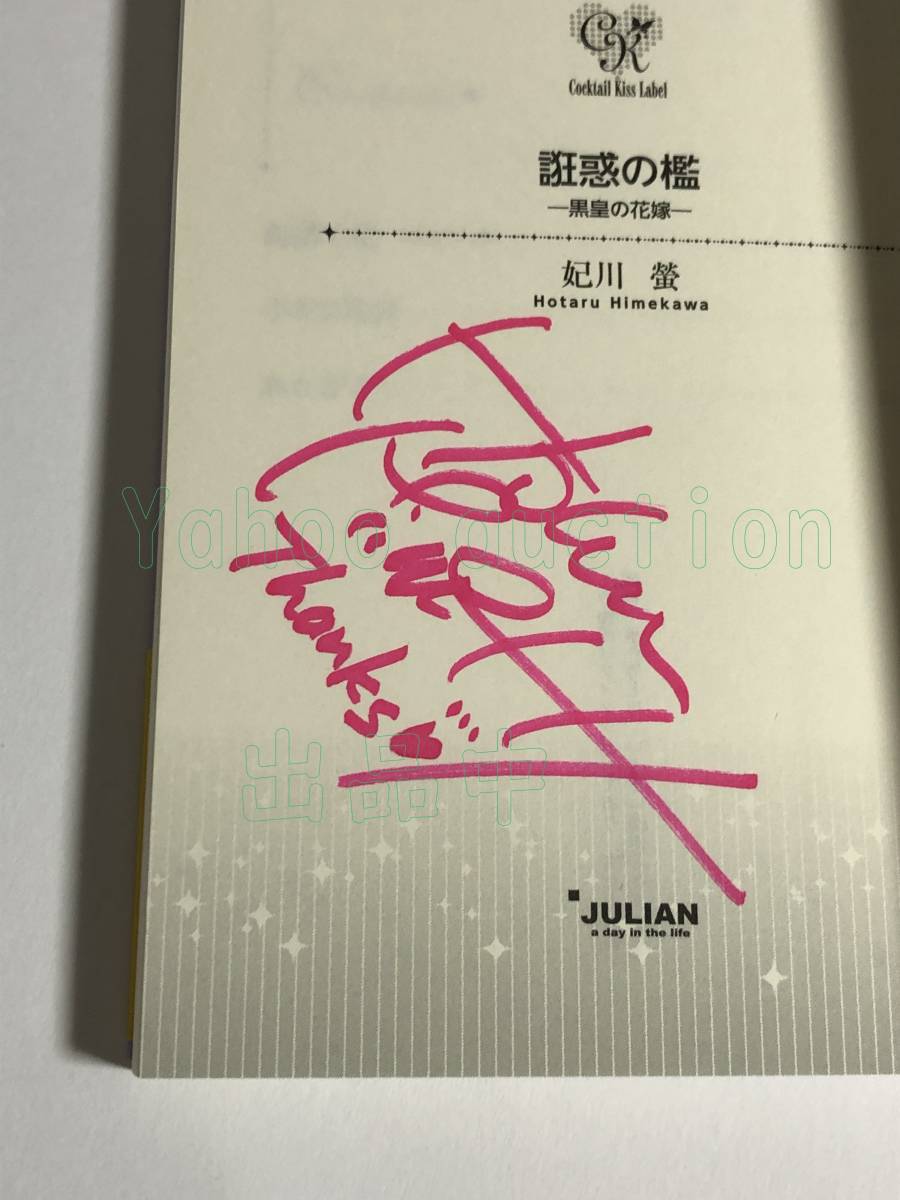 CK
Cocktail Kiss Label
誑惑の檻
―黒皇の花嫁―
妃川 螢
Hotaru Himekawa
Yahoo auction
Thanks
出品中
JULIAN
a day in the life